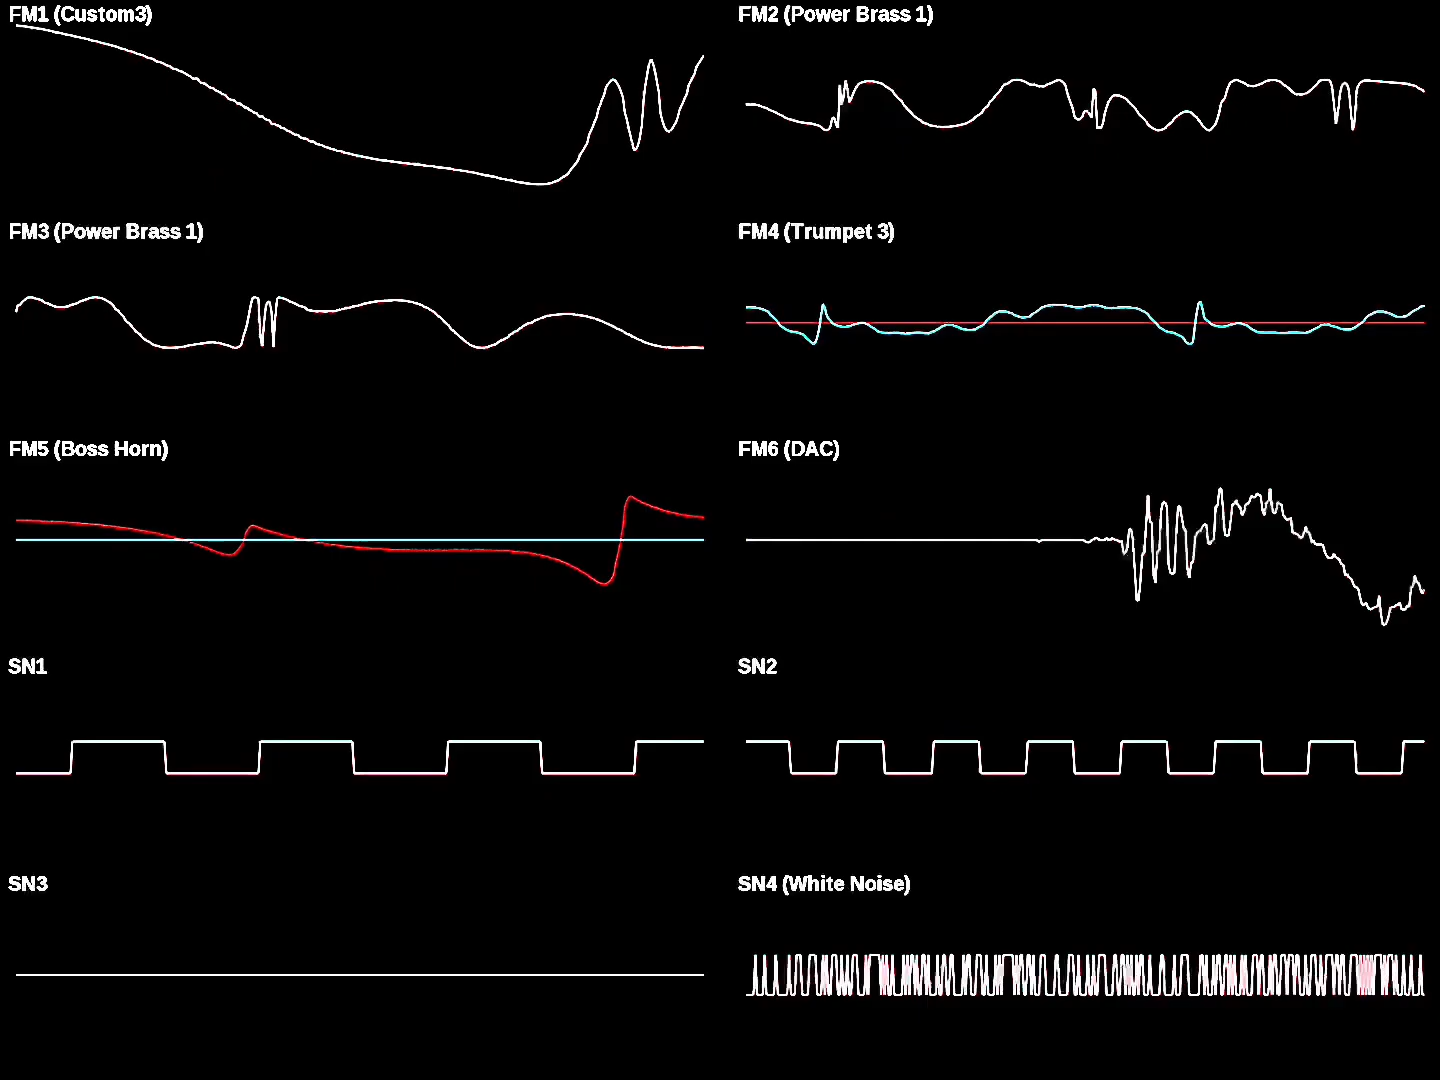 FM1 (Custom3)
FM2 (Power Brass 1)
FM3 (Power Brass 1)
FM4 (Trumpet 3)
FM5 (Boss Horn)
FM6 (DAC)
SN1
SN2
SN3
SN4 (White Noise)